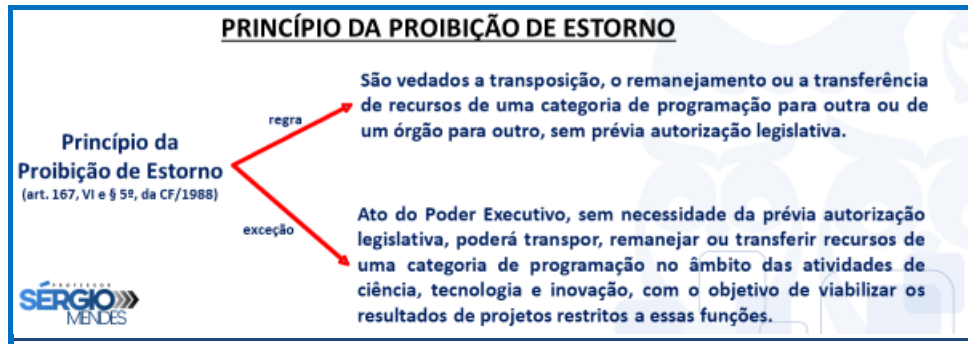 PRINCÍPIO DA PROIBIÇÃO DE ESTORNO
São vedados a transposição, o remanejamento ou a transferência
de recursos de uma categoria de programação para outra ou de
um órgão para outro, sem prévia autorização legislativa.
regra
Princípio da
Proibição de Estorno
(art. 167, VI e § 5º, da CF/1988)
exceção
Ato do Poder Executivo, sem necessidade da prévia autorização
legislativa, poderá transpor, remanejar ou transferir recursos de
uma categoria de programação no âmbito das atividades de
ciência, tecnologia e inovação, com o objetivo de viabilizar os
resultados de projetos restritos a essas funções.
PROFESSOR
SÉRGIO
MENDES